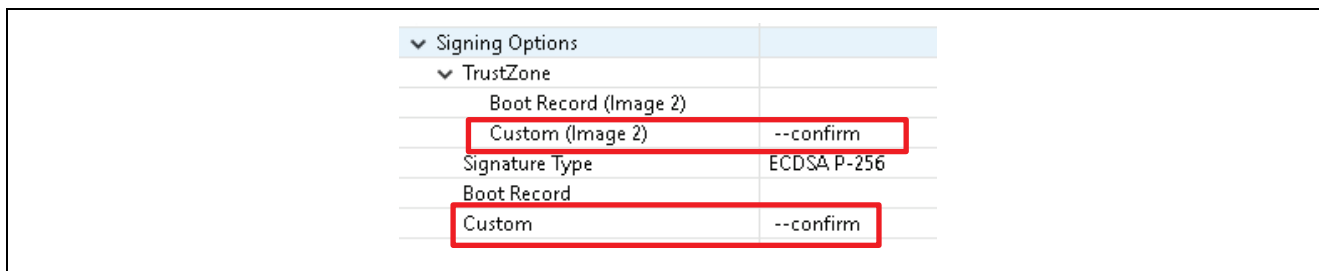 Signing Options
TrustZone
Boot Record (Image 2)
Custom (Image 2) --confirm
Signature Type ECDSA P-256
Boot Record
Custom --confirm